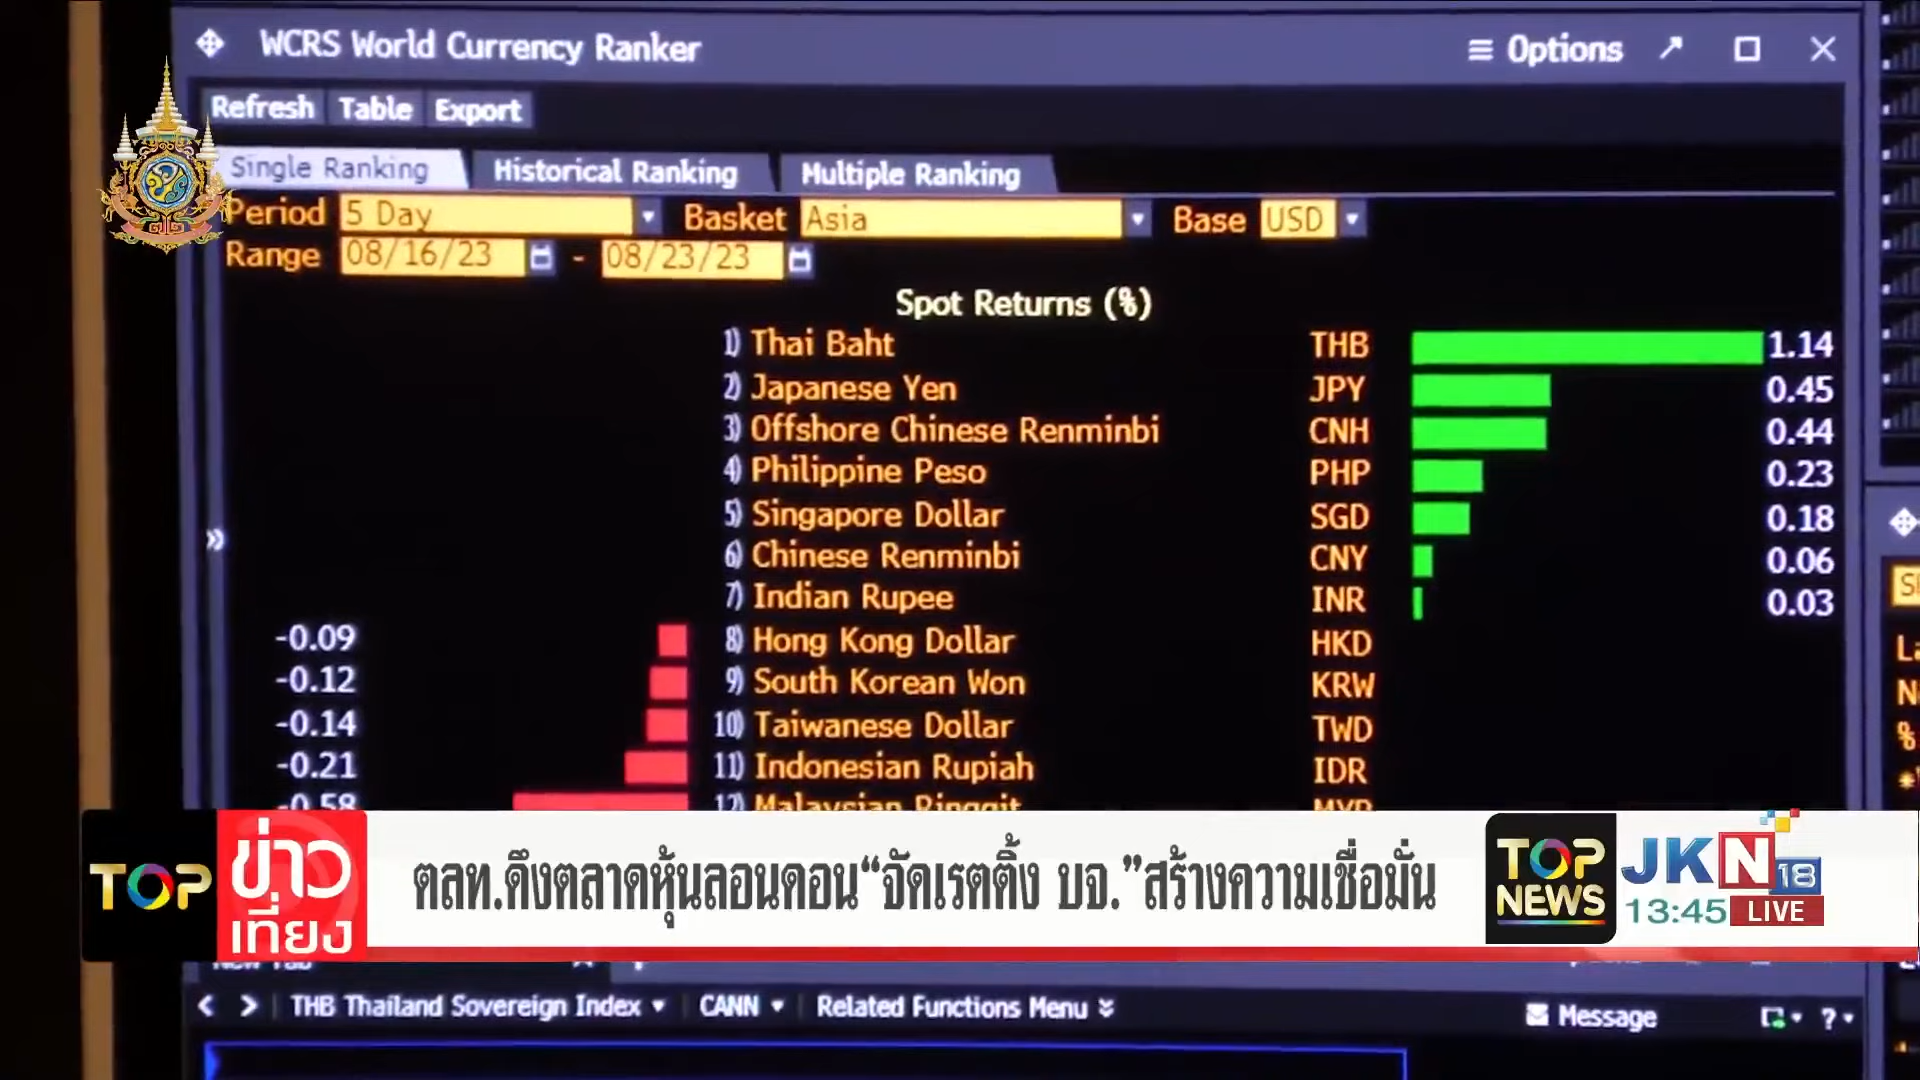 WCRS World Currency Ranker
Options
Refresh Table Export
Single Ranking Historical Ranking Multiple Ranking
Period 5 Day Basket Asia Base USD
Range 08/16/23 - 08/23/23
Spot Returns (%)
1) Thai Baht THB 1.14
2) Japanese Yen JPY 0.45
3) Offshore Chinese Renminbi CNH 0.44
4) Philippine Peso PHP 0.23
5) Singapore Dollar SGD 0.18
6) Chinese Renminbi CNY 0.06
7) Indian Rupee INR 0.03
-0.09 8) Hong Kong Dollar HKD
-0.12 9) South Korean Won KRW
-0.14 10) Taiwanese Dollar TWD
-0.21 11) Indonesian Rupiah IDR
-0.58 12) Malaysian Ringgit MYR
TOP ข่าวเที่ยง
ตลท.ดึงตลาดหุ้นลอนดอน“จัดเรตติ้ง บจ.”สร้างความเชื่อมั่น
TOP NEWS
JKN 18
13:45 LIVE
New Tab
THB Thailand Sovereign Index CANN Related Functions Menu
Message